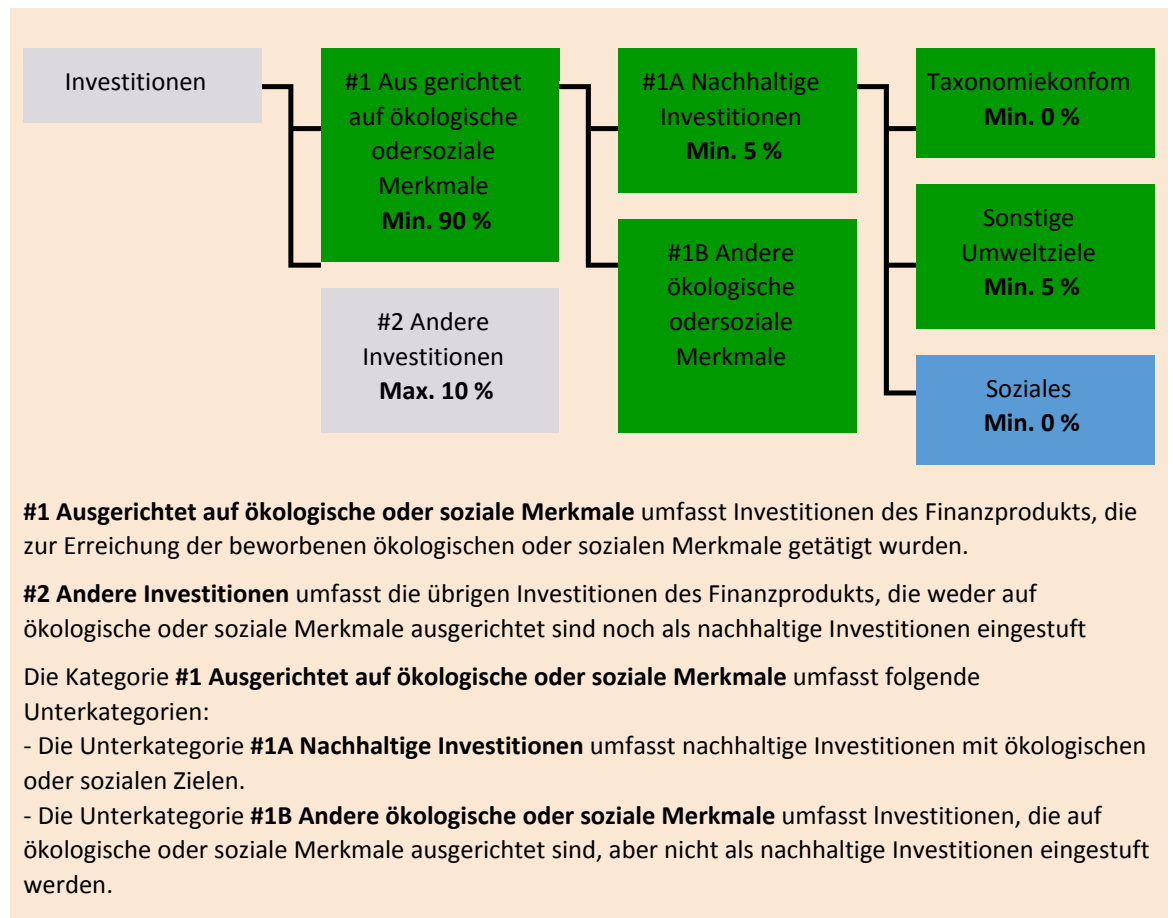 Investitionen
#1 Aus gerichtet
auf ökologische
odersoziale
Merkmale
Min. 90 %
#2 Andere
Investitionen
Max. 10 %
#1A Nachhaltige
Investitionen
Min. 5 %
#1B Andere
ökologische
odersoziale
Merkmale
Taxonomiekonfom
Min. 0 %
Sonstige
Umweltziele
Min. 5 %
Soziales
Min. 0 %
#1 Ausgerichtet auf ökologische oder soziale Merkmale umfasst Investitionen des Finanzprodukts, die
zur Erreichung der beworbenen ökologischen oder sozialen Merkmale getätigt wurden.
#2 Andere Investitionen umfasst die übrigen Investitionen des Finanzprodukts, die weder auf
ökologische oder soziale Merkmale ausgerichtet sind noch als nachhaltige Investitionen eingestuft
Die Kategorie #1 Ausgerichtet auf ökologische oder soziale Merkmale umfasst folgende
Unterkategorien:
- Die Unterkategorie #1A Nachhaltige Investitionen umfasst nachhaltige Investitionen mit ökologischen
oder sozialen Zielen.
- Die Unterkategorie #1B Andere ökologische oder soziale Merkmale umfasst lnvestitionen, die auf
ökologische oder soziale Merkmale ausgerichtet sind, aber nicht als nachhaltige Investitionen eingestuft
werden.